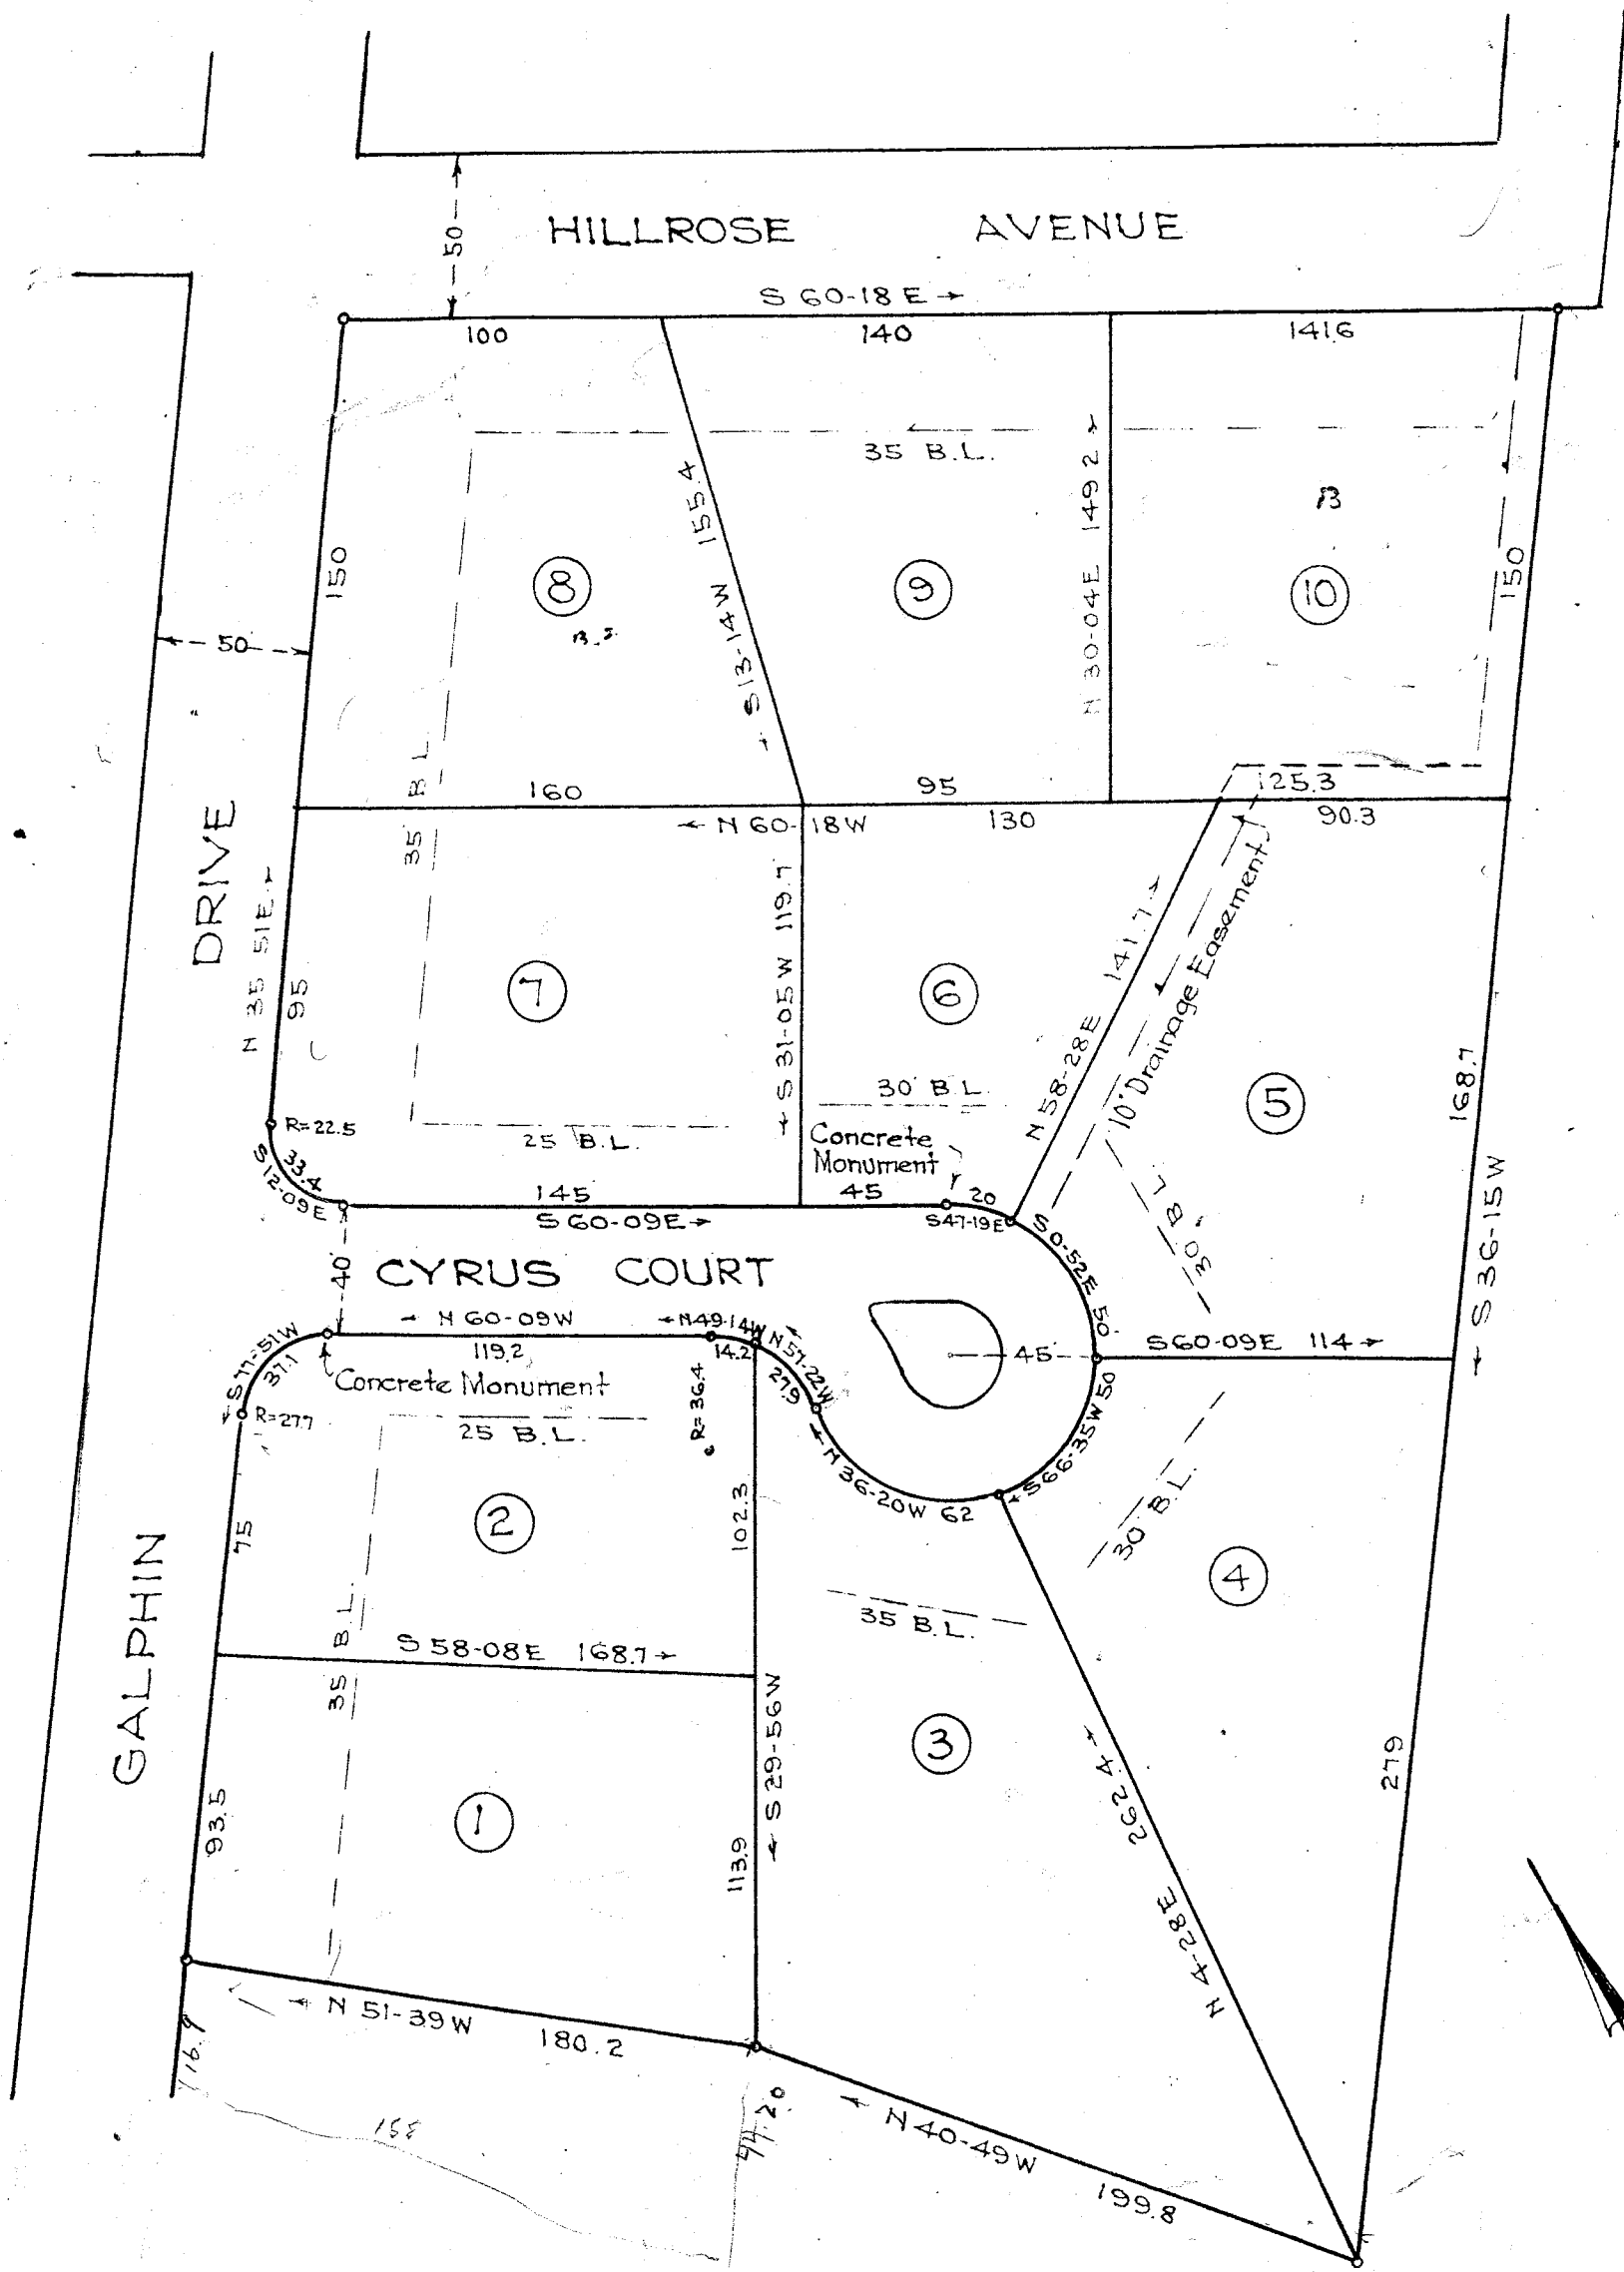 HILLROSE AVENUE
50
S 60-18 E
100
140
141.6
35 B.L.
155.4
S 13-14 W
N 30-04 E 149.2
B
150
150
8
B.S.
9
10
50
35 B L
160
95
125.3
N 60-18 W
130
90.3
DRIVE
N 35 51 E
95
7
S 31-05 W 119.7
6
N 58-28 E 141.7
10' Drainage Easement
5
168.7
R=22.5
33.4
S 12-09 E
25 B.L.
30' B.L.
Concrete
Monument
145
45
20
S 60-09 E
S 47-19 E
S 0-52 E 50
30' B L.
S 36-15 W
40
CYRUS COURT
N 60-09 W
N 49-14 W
N 57-22 W
119.2
14.2
27.9
45
S 60-09 E 114
S 77-51 W
37.1
Concrete Monument
R=27.7
25 B.L.
R=36.4
N 36-20 W 62
S 66-35 W 50
30 B.L.
75
2
102.3
35 B.L.
4
GALPHIN
35 B.L.
S 58-08 E 168.7
S 29-56 W
3
262.4
N 4-28 E
279
93.5
1
113.9
N 51-39 W 180.2
116.9
158
94.20
N 40-49 W 199.8